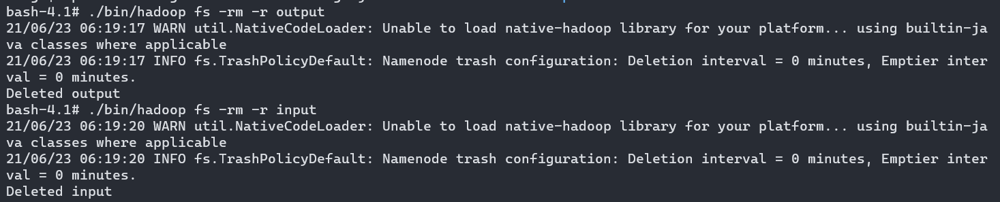 bash-4.1# ./bin/hadoop fs -rm -r output
21/06/23 06:19:17 WARN util.NativeCodeLoader: Unable to load native-hadoop library for your platform... using builtin-ja
va classes where applicable
21/06/23 06:19:17 INFO fs.TrashPolicyDefault: Namenode trash configuration: Deletion interval = 0 minutes, Emptier inter
val = 0 minutes.
Deleted output
bash-4.1# ./bin/hadoop fs -rm -r input
21/06/23 06:19:20 WARN util.NativeCodeLoader: Unable to load native-hadoop library for your platform... using builtin-ja
va classes where applicable
21/06/23 06:19:20 INFO fs.TrashPolicyDefault: Namenode trash configuration: Deletion interval = 0 minutes, Emptier inter
val = 0 minutes.
Deleted input